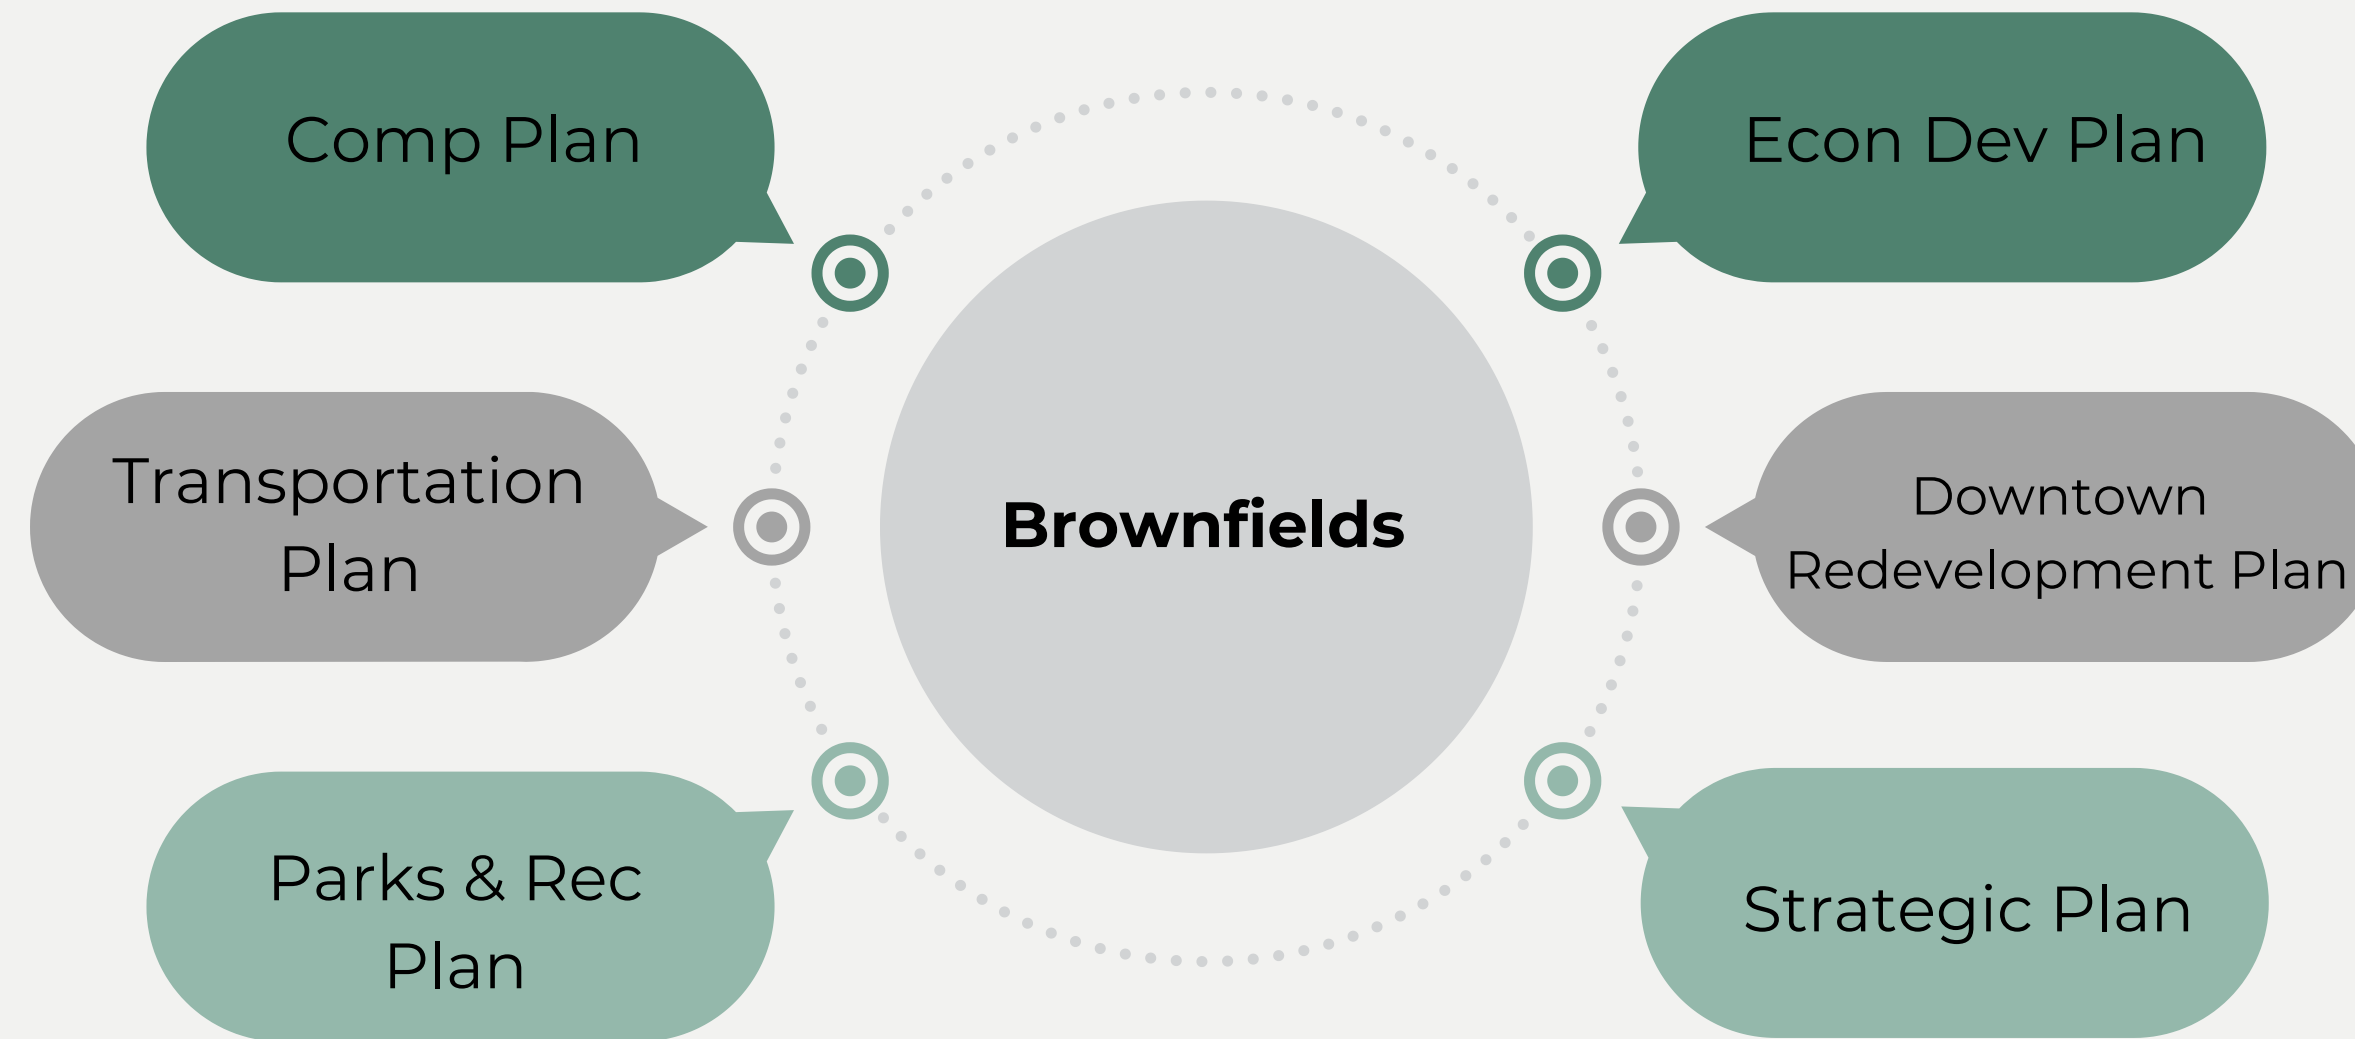 Comp Plan
Econ Dev Plan
Transportation
Plan
Brownfields
Downtown
Redevelopment Plan
Parks & Rec
Plan
Strategic Plan